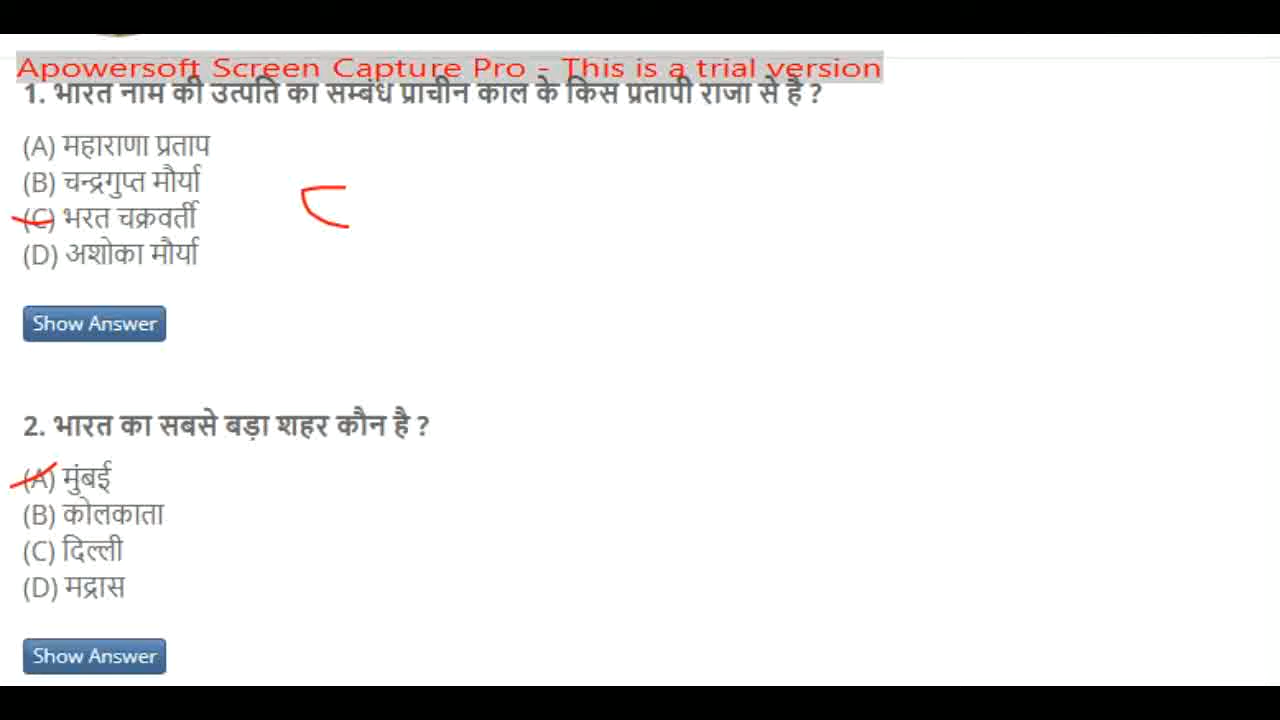 Apowersoft Screen Capture Pro - This is a trial version
1. भारत नाम की उत्पति का सम्बंध प्राचीन काल के किस प्रतापी राजा से है ?
(A) महाराणा प्रताप
(B) चन्द्रगुप्त मौर्या
(C) भरत चक्रवर्ती
(D) अशोका मौर्या
Show Answer
2. भारत का सबसे बड़ा शहर कौन है ?
(A) मुंबई
(B) कोलकाता
(C) दिल्ली
(D) मद्रास
Show Answer